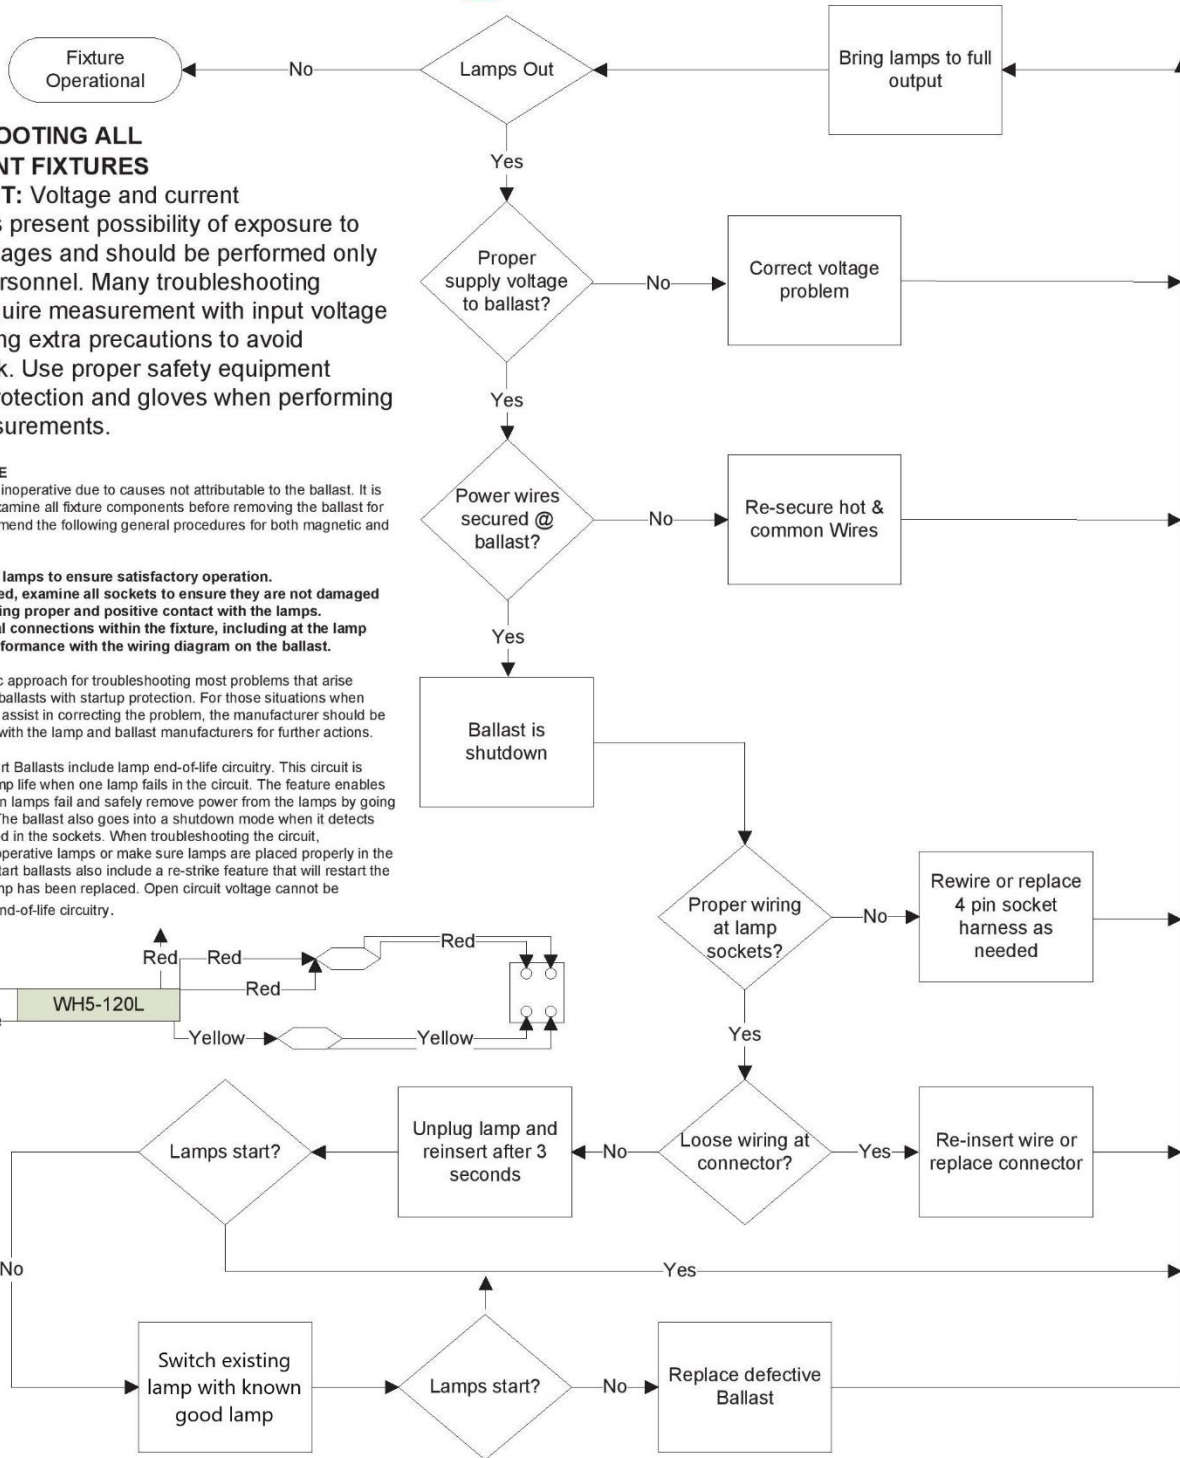 Fixture
Operational
No
Lamps Out
Bring lamps to full
output
OOTING ALL
NT FIXTURES
T: Voltage and current
s present possibility of exposure to
ages and should be performed only
rsonnel. Many troubleshooting
uire measurement with input voltage
ng extra precautions to avoid
k. Use proper safety equipment
rotection and gloves when performing
surements.
Yes
Proper
supply voltage
to ballast?
No
Correct voltage
problem
Yes
E
inoperative due to causes not attributable to the ballast. It is
xamine all fixture components before removing the ballast for
mend the following general procedures for both magnetic and
lamps to ensure satisfactory operation.
ed, examine all sockets to ensure they are not damaged
ing proper and positive contact with the lamps.
al connections within the fixture, including at the lamp
formance with the wiring diagram on the ballast.
c approach for troubleshooting most problems that arise
ballasts with startup protection. For those situations when
assist in correcting the problem, the manufacturer should be
with the lamp and ballast manufacturers for further actions.
rt Ballasts include lamp end-of-life circuitry. This circuit is
mp life when one lamp fails in the circuit. The feature enables
n lamps fail and safely remove power from the lamps by going
The ballast also goes into a shutdown mode when it detects
ed in the sockets. When troubleshooting the circuit,
operative lamps or make sure lamps are placed properly in the
tart ballasts also include a re-strike feature that will restart the
mp has been replaced. Open circuit voltage cannot be
end-of-life circuitry.
Power wires
secured @
ballast?
No
Re-secure hot &
common Wires
Yes
Ballast is
shutdown
Proper wiring
at lamp
sockets?
No
Rewire or replace
4 pin socket
harness as
needed
Red
Red
Red
Red
WH5-120L
Yellow
Yellow
Yes
Lamps start?
Unplug lamp and
reinsert after 3
seconds
No
Loose wiring at
connector?
Yes
Re-insert wire or
replace connector
No
Yes
Switch existing
lamp with known
good lamp
Lamps start?
No
Replace defective
Ballast